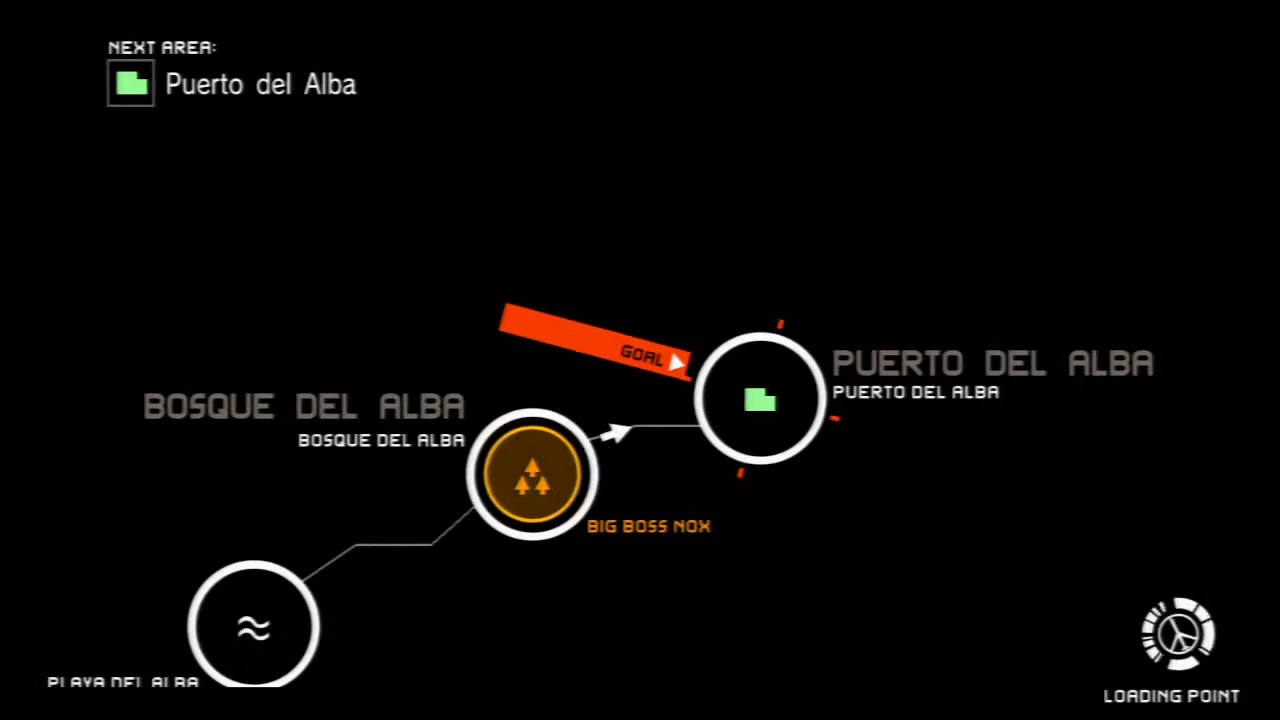 NEXT AREA:
Puerto del Alba
GOAL
PUERTO DEL ALBA
PUERTO DEL ALBA
BOSQUE DEL ALBA
BOSQUE DEL ALBA
BIG BOSS NOX
PLAYA DEL ALBA
LOADING POINT